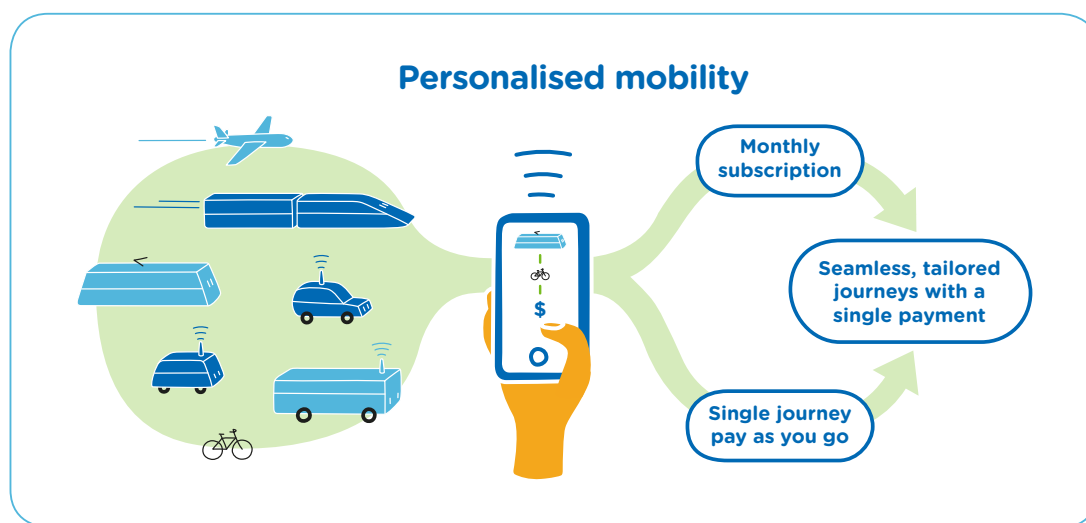 Personalised mobility
Monthly
subscription
$
Seamless, tailored
journeys with a
single payment
Single journey
pay as you go